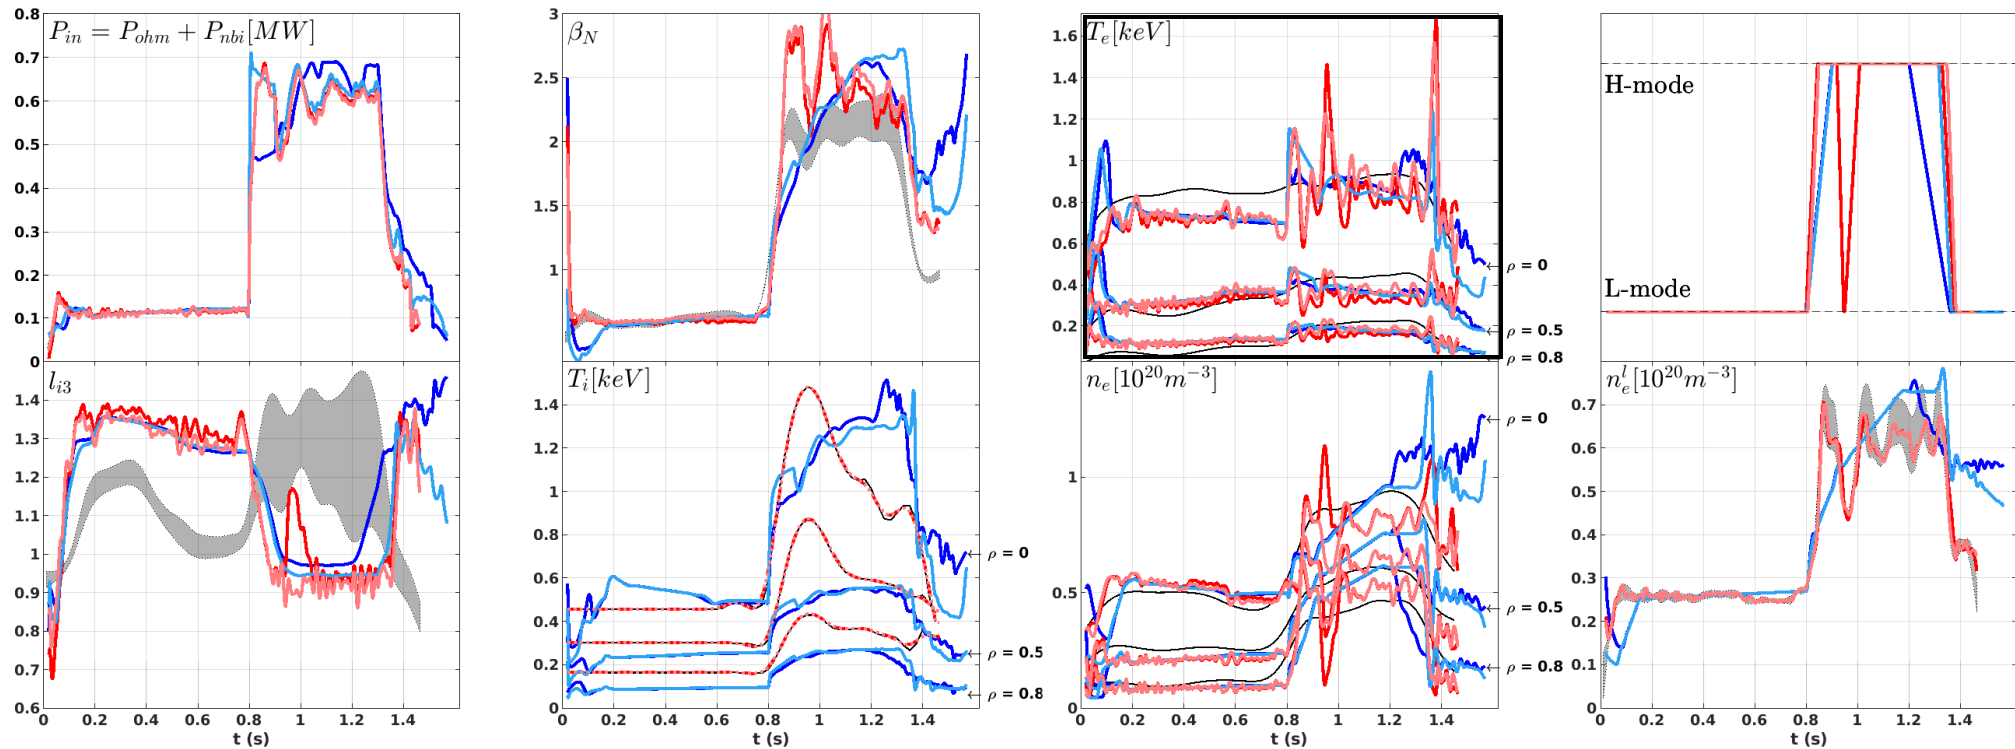 P_{in} = P_{ohm} + P_{nbi}[MW]
0.8
0.7
0.6
0.5
0.4
0.3
0.2
0.1
0
β_N
3
2.5
2
1.5
1
T_e[keV]
1.6
1.4
1.2
1
0.8
0.6
0.4
0.2
← ρ = 0
← ρ = 0.5
← ρ = 0.8
H-mode
L-mode
l_{i3}
1.4
1.3
1.2
1.1
1
0.9
0.8
0.7
0.6
0 0.2 0.4 0.6 0.8 1 1.2 1.4
t (s)
T_i[keV]
1.4
1.2
1
0.8
0.6
0.4
0.2
0
← ρ = 0
← ρ = 0.5
← ρ = 0.8
0 0.2 0.4 0.6 0.8 1 1.2 1.4
t (s)
n_e[10^{20}m^{-3}]
1
0.5
0
← ρ = 0
← ρ = 0.5
← ρ = 0.8
0 0.2 0.4 0.6 0.8 1 1.2 1.4
t (s)
n_e^l[10^{20}m^{-3}]
0.7
0.6
0.5
0.4
0.3
0.2
0.1
0
0 0.2 0.4 0.6 0.8 1 1.2 1.4
t (s)